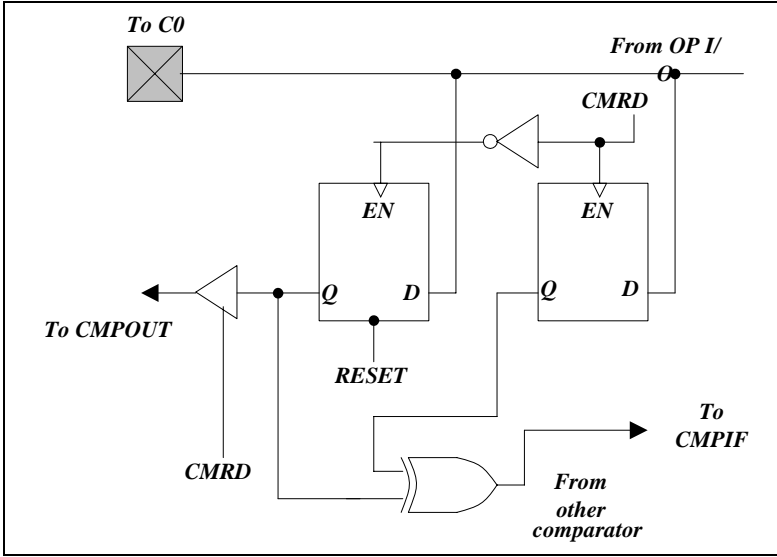 To C0
From OP I/
O
CMRD
EN
EN
Q
D
Q
D
To CMPOUT
RESET
To
CMPIF
CMRD
From
other
comparator